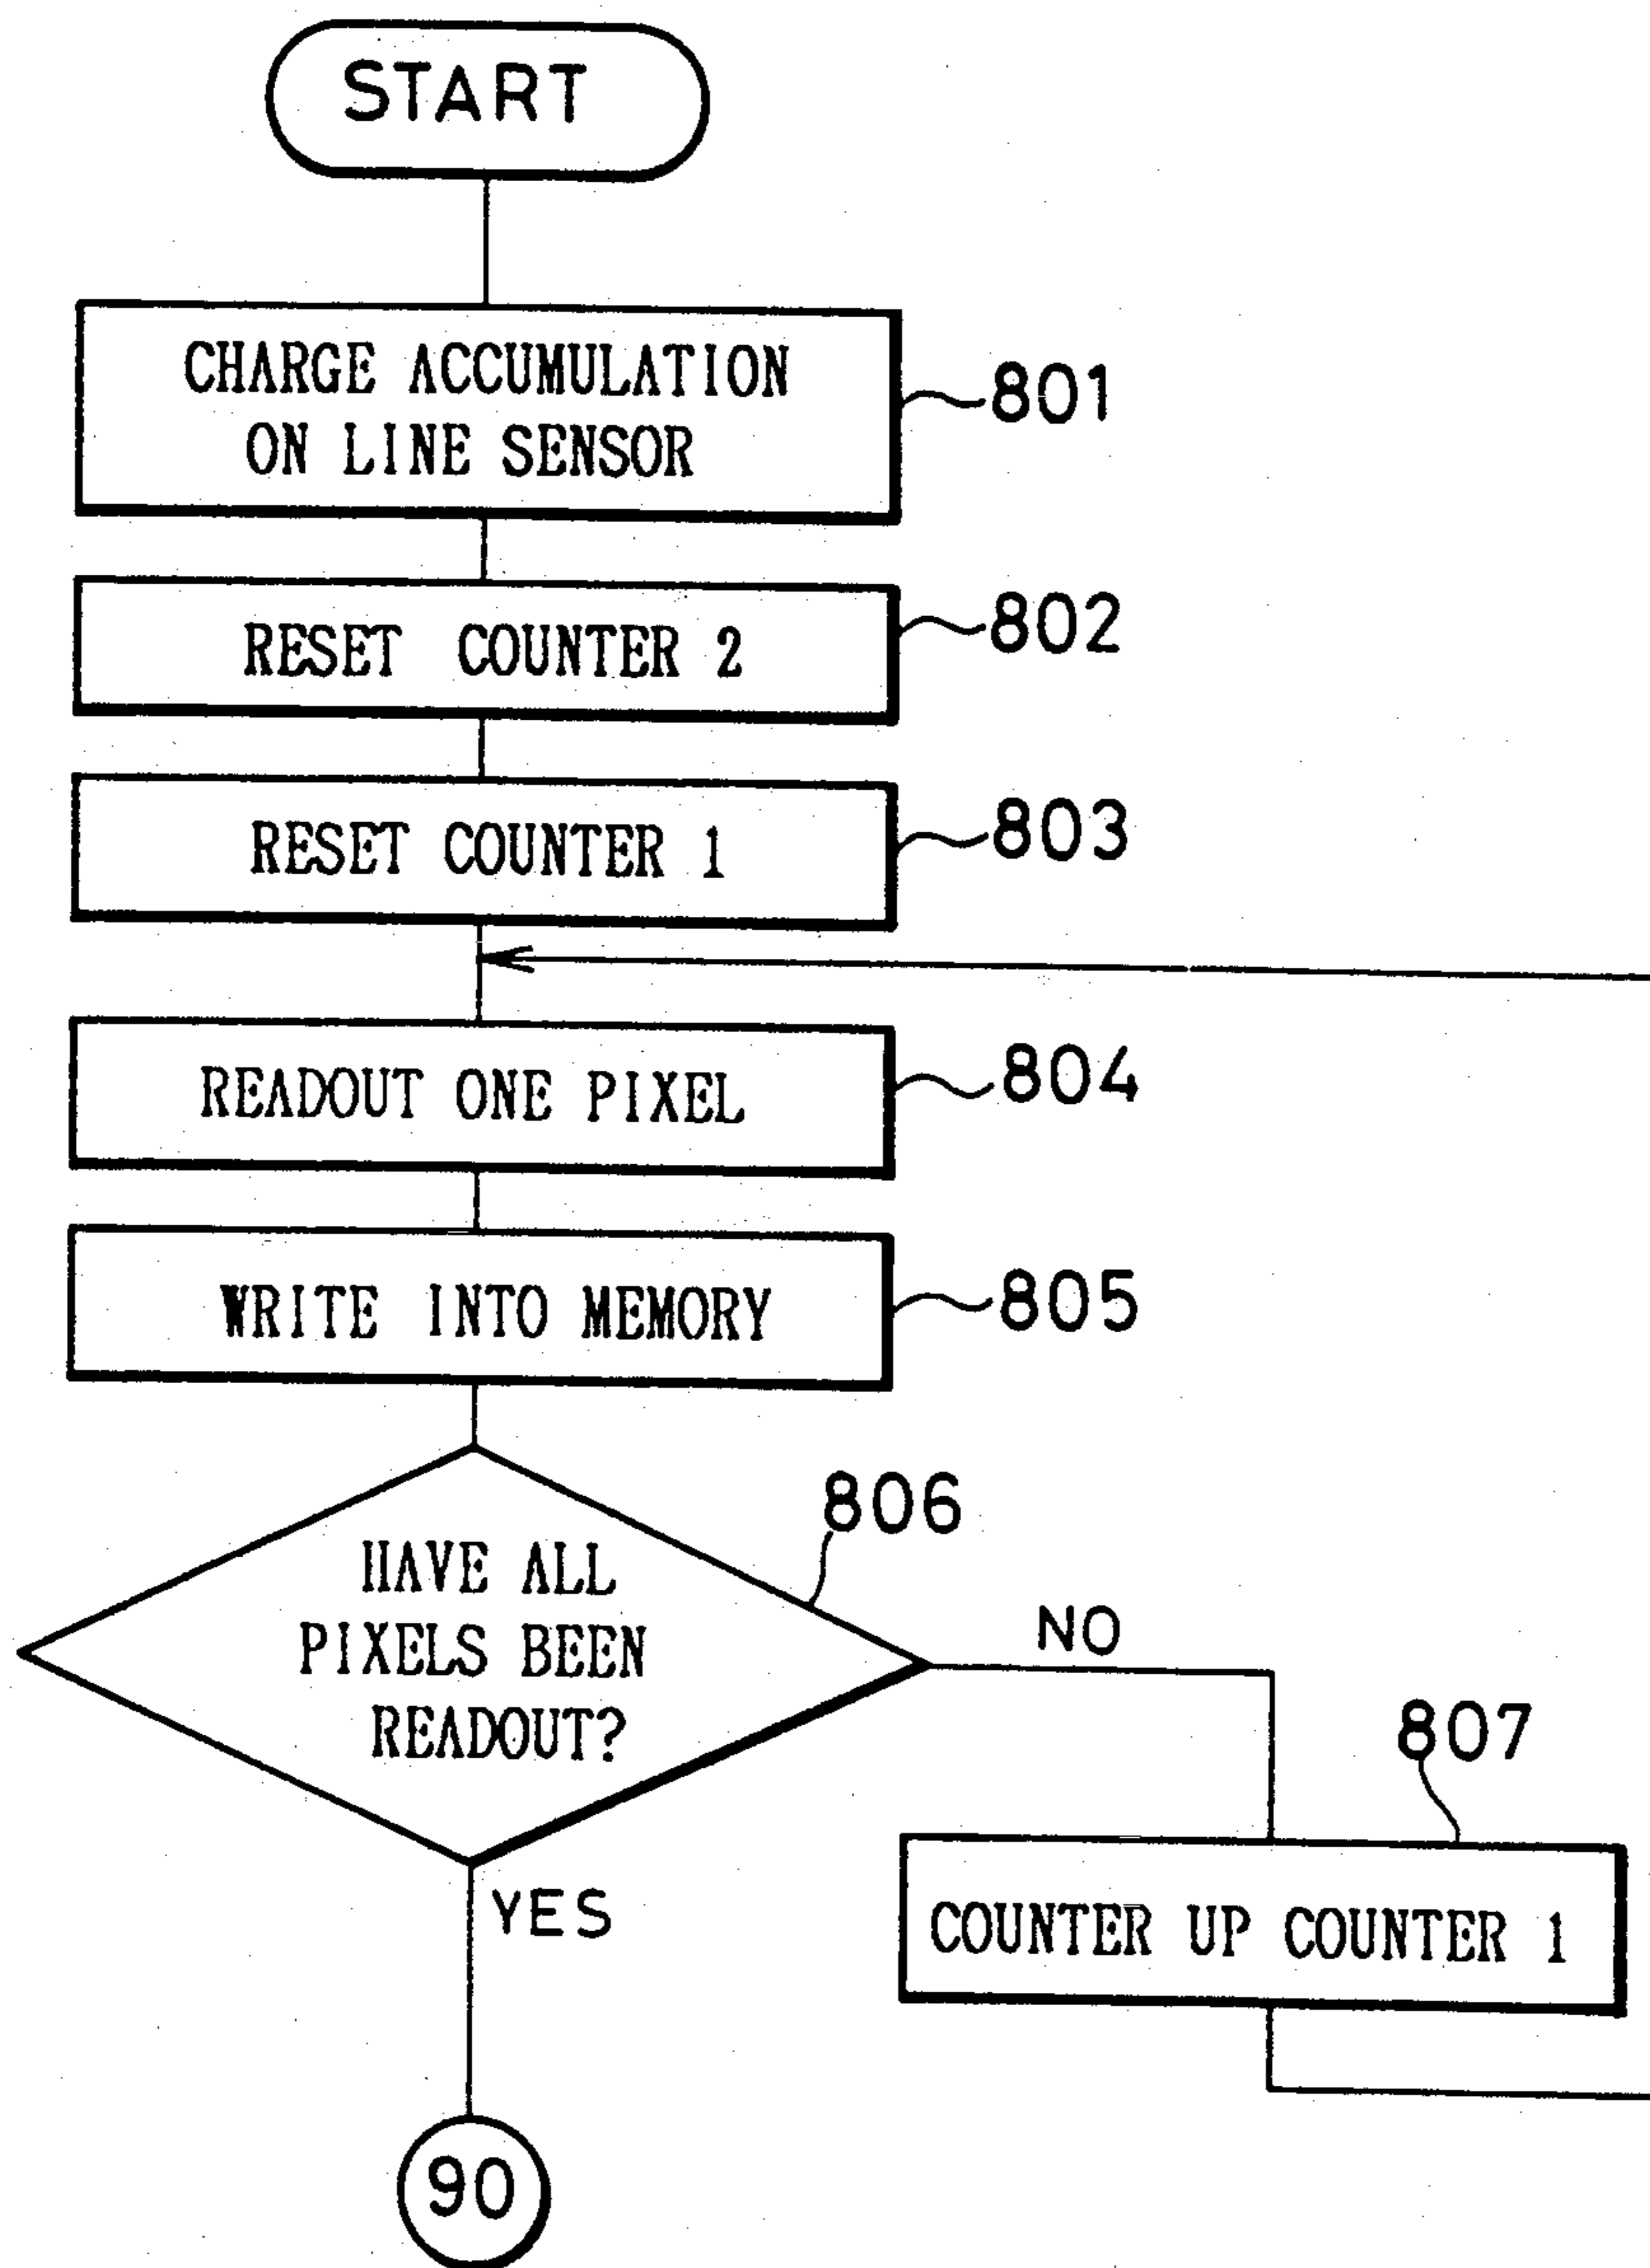 START
CHARGE ACCUMULATION
ON LINE SENSOR
801
RESET COUNTER 2
802
RESET COUNTER 1
803
READOUT ONE PIXEL
804
WRITE INTO MEMORY
805
806
HAVE ALL
PIXELS BEEN
READOUT?
NO
807
YES
COUNTER UP COUNTER 1
90